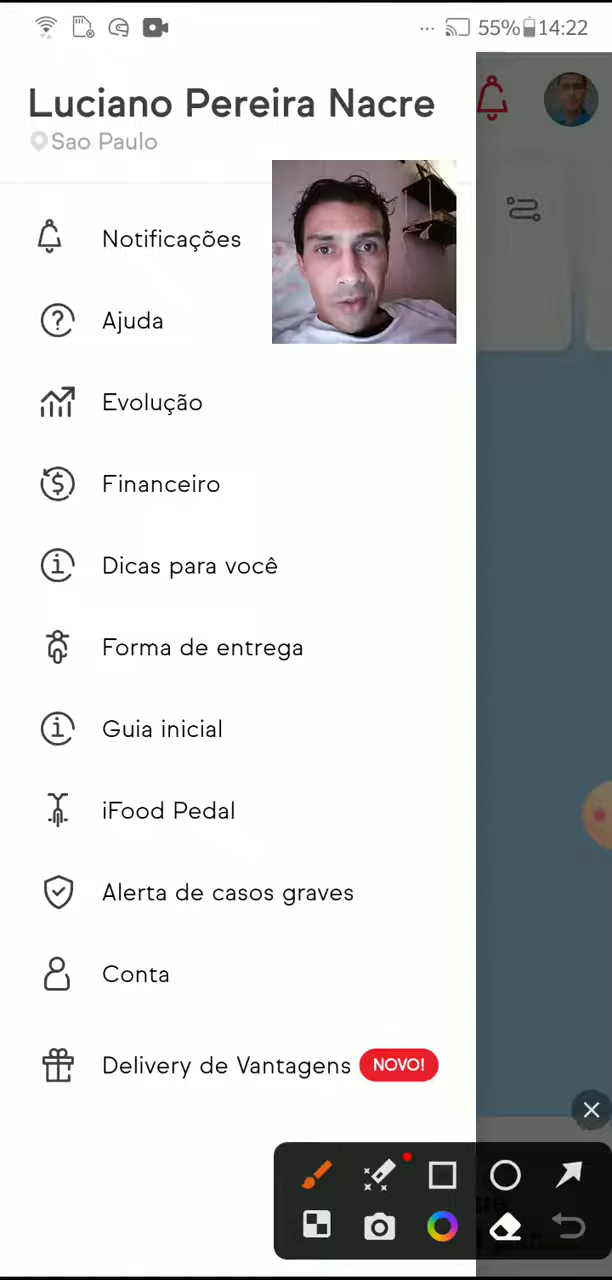 ... 55% 14:22
Luciano Pereira Nacre
Sao Paulo
Notificações
Ajuda
Evolução
Financeiro
Dicas para você
Forma de entrega
Guia inicial
iFood Pedal
Alerta de casos graves
Conta
Delivery de Vantagens NOVO!